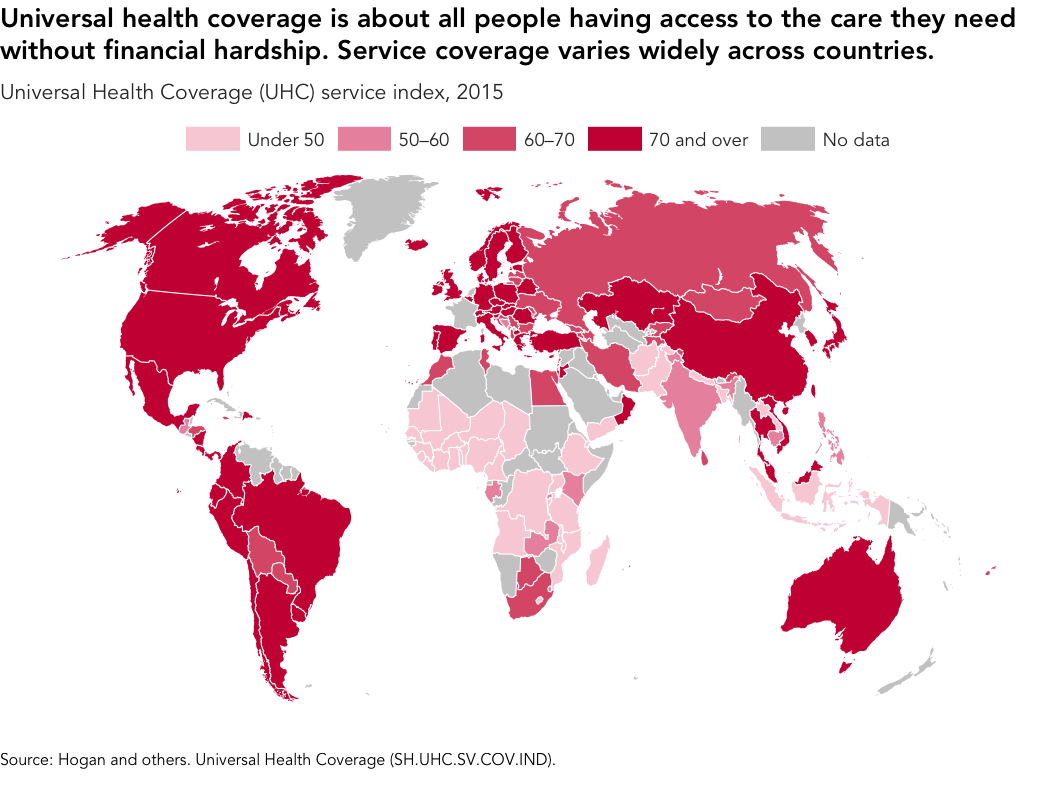 Universal health coverage is about all people having access to the care they need
without financial hardship. Service coverage varies widely across countries.
Universal Health Coverage (UHC) service index, 2015
Under 50 50–60 60–70 70 and over No data
Source: Hogan and others. Universal Health Coverage (SH.UHC.SV.COV.IND).